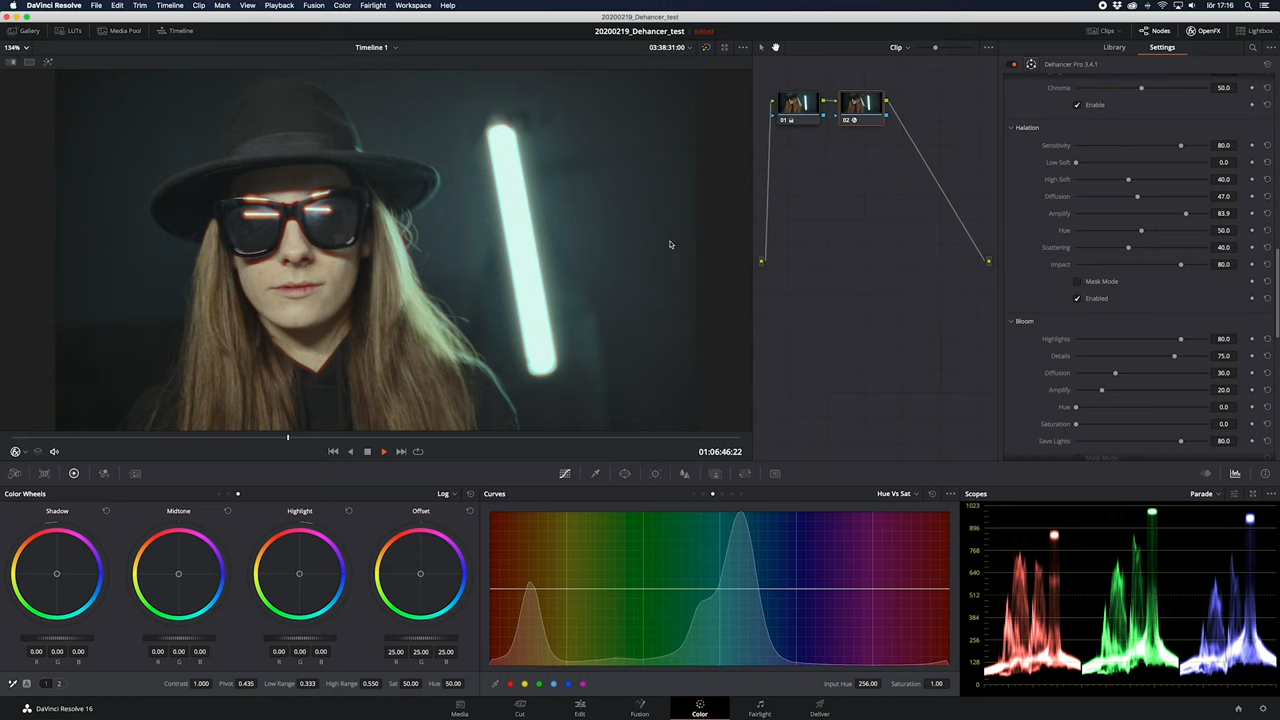 DaVinci Resolve File Edit Trim Timeline Clip Mark View Playback Fusion Color Fairlight Workspace Help
lör 17:16
20200219_Dehancer_test
Gallery LUTs Media Pool Timeline
20200219_Dehancer_test Edited
Clips Nodes OpenFX Lightbox
134% Timeline 1 03:38:31:00
Clip
Library Settings
Dehancer Pro 3.4.1
Chroma 50.0
Enable
Halation
Sensitivity 80.0
Low Soft 0.0
High Soft 40.0
Diffusion 47.0
Amplify 83.9
Hue 50.0
Scattering 40.0
Impact 80.0
Mask Mode
Enabled
Bloom
Highlights 80.0
Details 75.0
Diffusion 30.0
Amplify 20.0
Hue 0.0
Saturation 0.0
Save Lights 80.0
01
02
01:06:46:22
Color Wheels Log
Shadow Midtone Highlight Offset
0.00 0.00 0.00 0.00 0.00 0.00 0.00 0.00 0.00 25.00 25.00 25.00
R G B R G B R G B R G B
A 1 2 Contrast 1.000 Pivot 0.435 Low Range 0.333 High Range 0.550 Sat 50.00 Hue 50.00
Curves Hue Vs Sat
Input Hue 256.00 Saturation 1.00
Scopes Parade
1023
896
768
640
512
384
256
128
0
DaVinci Resolve 16
Media Cut Edit Fusion Color Fairlight Deliver